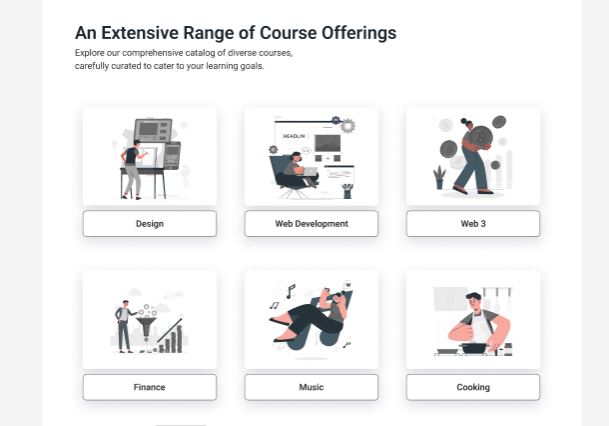 An Extensive Range of Course Offerings
Explore our comprehensive catalog of diverse courses,
carefully curated to cater to your learning goals.
HEADLIN
Design
Web Development
Web 3
Finance
Music
Cooking